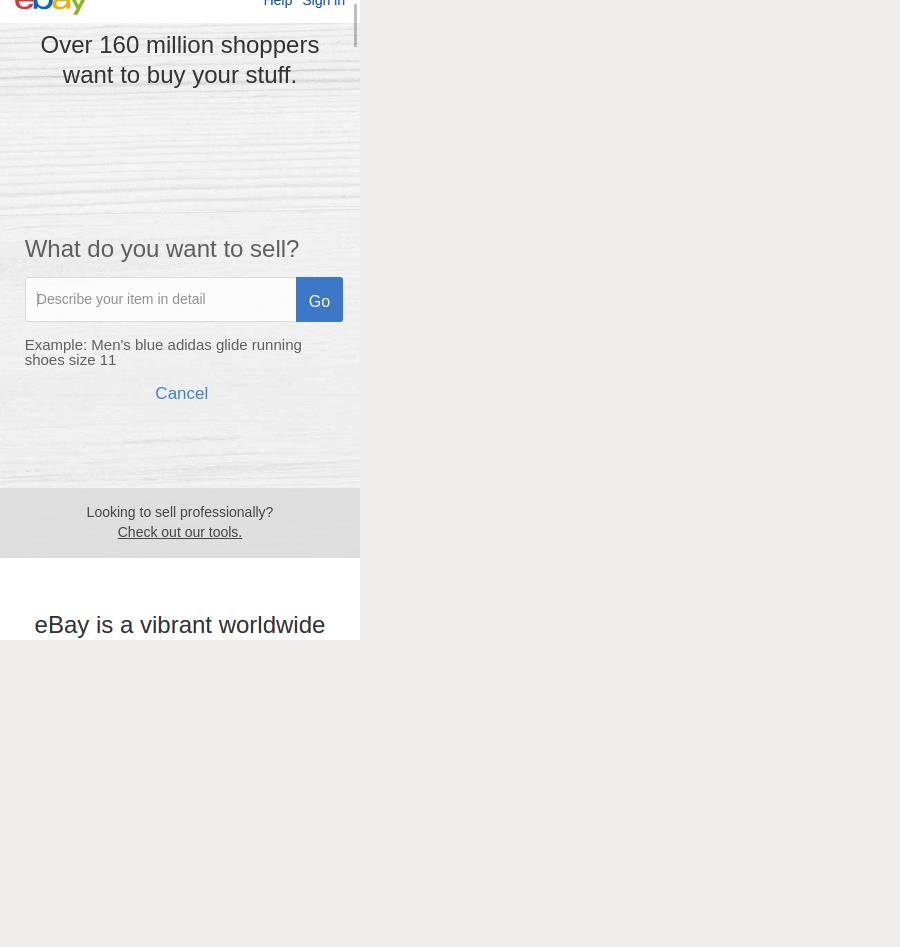 ebay Help Sign in
Over 160 million shoppers
want to buy your stuff.
What do you want to sell?
Describe your item in detail
Go
Example: Men's blue adidas glide running
shoes size 11
Cancel
Looking to sell professionally?
Check out our tools.
eBay is a vibrant worldwide